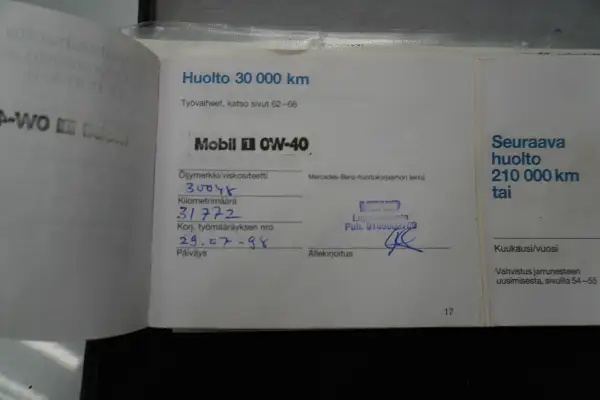 Huolto 30 000 km
Työvaiheet, katso sivut 62–66
Mobil 1 0W-40
Öljymerkki/viskositeetti
Mercedes-Benz-huoltokorjaamon leima
30048
Kilometrimäärä
31772
Korj. työmääräyksen nro
29.07-98
Päiväys
Puh.
Allekirjoitus
17
Seuraava
huolto
210 000 km
tai
Kuukausi/vuosi
Vahvistus jarrunesteen
uusimisesta, sivuilla 54–55